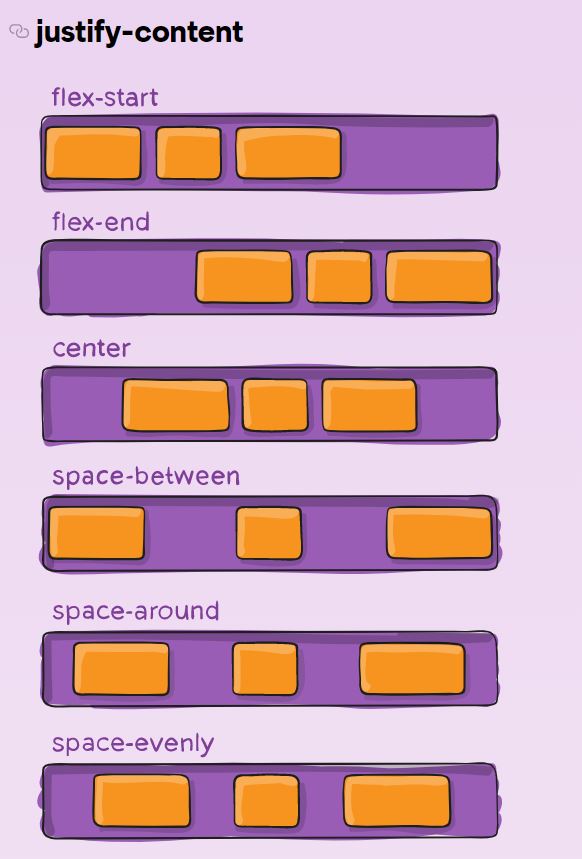 justify-content
flex-start
flex-end
center
space-between
space-around
space-evenly